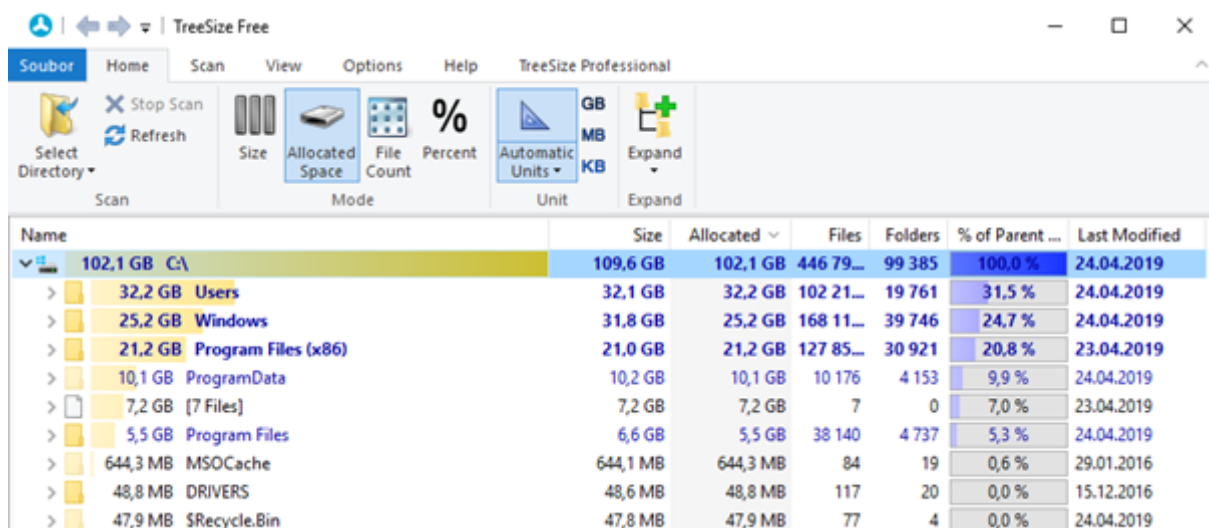 TreeSize Free
Soubor Home Scan View Options Help TreeSize Professional
Select Directory
Stop Scan
Refresh
Size
Allocated Space
File Count
%
Percent
Automatic Units
GB
MB
KB
Expand
Scan Mode Unit Expand
Name Size Allocated Files Folders % of Parent ... Last Modified
102,1 GB C:\ 109,6 GB 102,1 GB 446 79... 99 385 100,0 % 24.04.2019
32,2 GB Users 32,1 GB 32,2 GB 102 21... 19 761 31,5 % 24.04.2019
25,2 GB Windows 31,8 GB 25,2 GB 168 11... 39 746 24,7 % 24.04.2019
21,2 GB Program Files (x86) 21,0 GB 21,2 GB 127 85... 30 921 20,8 % 23.04.2019
10,1 GB ProgramData 10,2 GB 10,1 GB 10 176 4 153 9,9 % 24.04.2019
7,2 GB [7 Files] 7,2 GB 7,2 GB 7 0 7,0 % 23.04.2019
5,5 GB Program Files 6,6 GB 5,5 GB 38 140 4 737 5,3 % 24.04.2019
644,3 MB MSOCache 644,1 MB 644,3 MB 84 19 0,6 % 29.01.2016
48,8 MB DRIVERS 48,6 MB 48,8 MB 117 20 0,0 % 15.12.2016
47,9 MB $Recycle.Bin 47,8 MB 47,9 MB 77 4 0,0 % 24.04.2019